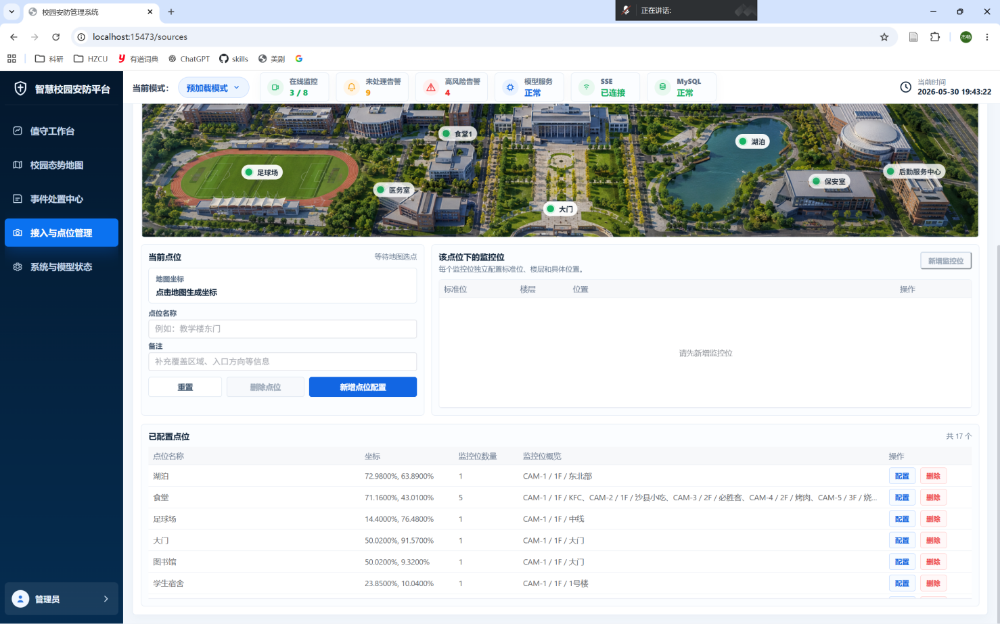 校园安防管理系统
正在讲话:
localhost:15473/sources
杰畅
科研
HZCU
有道词典
ChatGPT
skills
美剧
智慧校园安防平台
当前模式：
预加载模式
在线监控
3 / 8
未处理告警
9
高风险告警
4
模型服务
正常
SSE
已连接
MySQL
正常
当前时间
2026-05-30 19:43:22
值守工作台
校园态势地图
事件处置中心
接入与点位管理
系统与模型状态
管理员
食堂1
湖泊
足球场
后勤服务中心
保安室
医务室
大门
当前点位
等待地图选点
地图坐标
点击地图生成坐标
点位名称
例如：教学楼东门
备注
补充覆盖区域、入口方向等信息
重置
删除点位
新增点位配置
该点位下的监控位
每个监控位独立配置标准位、楼层和具体位置。
新增监控位
标准位 楼层 位置 操作
请先新增监控位
已配置点位
共 17 个
点位名称 坐标 监控位数量 监控位概览 操作
湖泊 72.9800%, 63.8900% 1 CAM-1 / 1F / 东北部 配置 删除
食堂 71.1600%, 43.0100% 5 CAM-1 / 1F / KFC、CAM-2 / 1F / 沙县小吃、CAM-3 / 2F / 必胜客、CAM-4 / 2F / 烤肉、CAM-5 / 3F / 烧... 配置 删除
足球场 14.4000%, 76.4800% 1 CAM-1 / 1F / 中线 配置 删除
大门 50.0200%, 91.5700% 1 CAM-1 / 1F / 大门 配置 删除
图书馆 50.0200%, 9.3200% 1 CAM-1 / 1F / 大门 配置 删除
学生宿舍 23.8500%, 10.0400% 1 CAM-1 / 1F / 1号楼 配置 删除